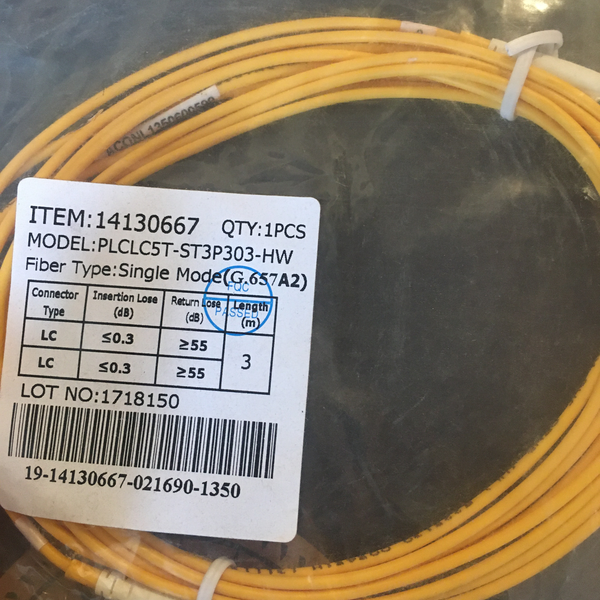 ITEM:14130667 QTY:1PCS
MODEL:PLCLC5T-ST3P303-HW
Fiber Type:Single Mode(G.657A2)
FQC
PASSED
Connector Type Insertion Lose (dB) Return Lose (dB) Length (m)
LC ≤0.3 ≥55 3
LC ≤0.3 ≥55
LOT NO:1718150
19-14130667-021690-1350